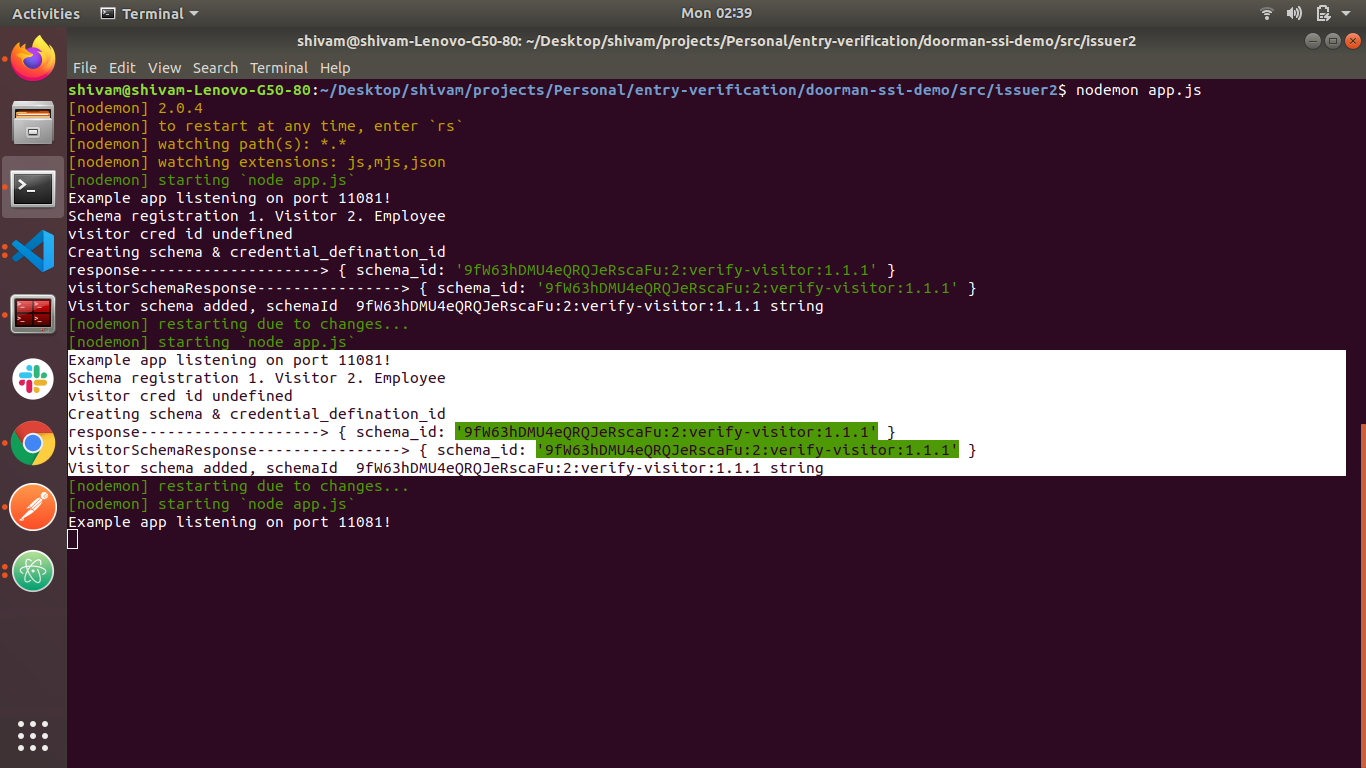 Activities Terminal Mon 02:39
shivam@shivam-Lenovo-G50-80: ~/Desktop/shivam/projects/Personal/entry-verification/doorman-ssi-demo/src/issuer2
File Edit View Search Terminal Help
shivam@shivam-Lenovo-G50-80:~/Desktop/shivam/projects/Personal/entry-verification/doorman-ssi-demo/src/issuer2$ nodemon app.js
[nodemon] 2.0.4
[nodemon] to restart at any time, enter `rs`
[nodemon] watching path(s): *.*
[nodemon] watching extensions: js,mjs,json
[nodemon] starting `node app.js`
Example app listening on port 11081!
Schema registration 1. Visitor 2. Employee
visitor cred id undefined
Creating schema & credential_defination_id
response--------------------> { schema_id: '9fW63hDMU4eQRQJeRscaFu:2:verify-visitor:1.1.1' }
visitorSchemaResponse----------------> { schema_id: '9fW63hDMU4eQRQJeRscaFu:2:verify-visitor:1.1.1' }
Visitor schema added, schemaId  9fW63hDMU4eQRQJeRscaFu:2:verify-visitor:1.1.1 string
[nodemon] restarting due to changes...
[nodemon] starting `node app.js`
Example app listening on port 11081!
Schema registration 1. Visitor 2. Employee
visitor cred id undefined
Creating schema & credential_defination_id
response--------------------> { schema_id: '9fW63hDMU4eQRQJeRscaFu:2:verify-visitor:1.1.1' }
visitorSchemaResponse----------------> { schema_id: '9fW63hDMU4eQRQJeRscaFu:2:verify-visitor:1.1.1' }
Visitor schema added, schemaId  9fW63hDMU4eQRQJeRscaFu:2:verify-visitor:1.1.1 string
[nodemon] restarting due to changes...
[nodemon] starting `node app.js`
Example app listening on port 11081!